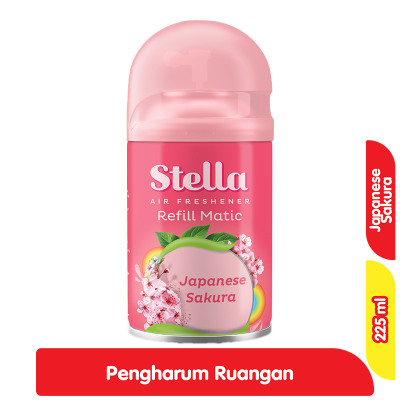 Stella
AIR FRESHENER
Refill Matic
Japanese
Sakura
Japanese
Sakura
225 ml
Pengharum Ruangan